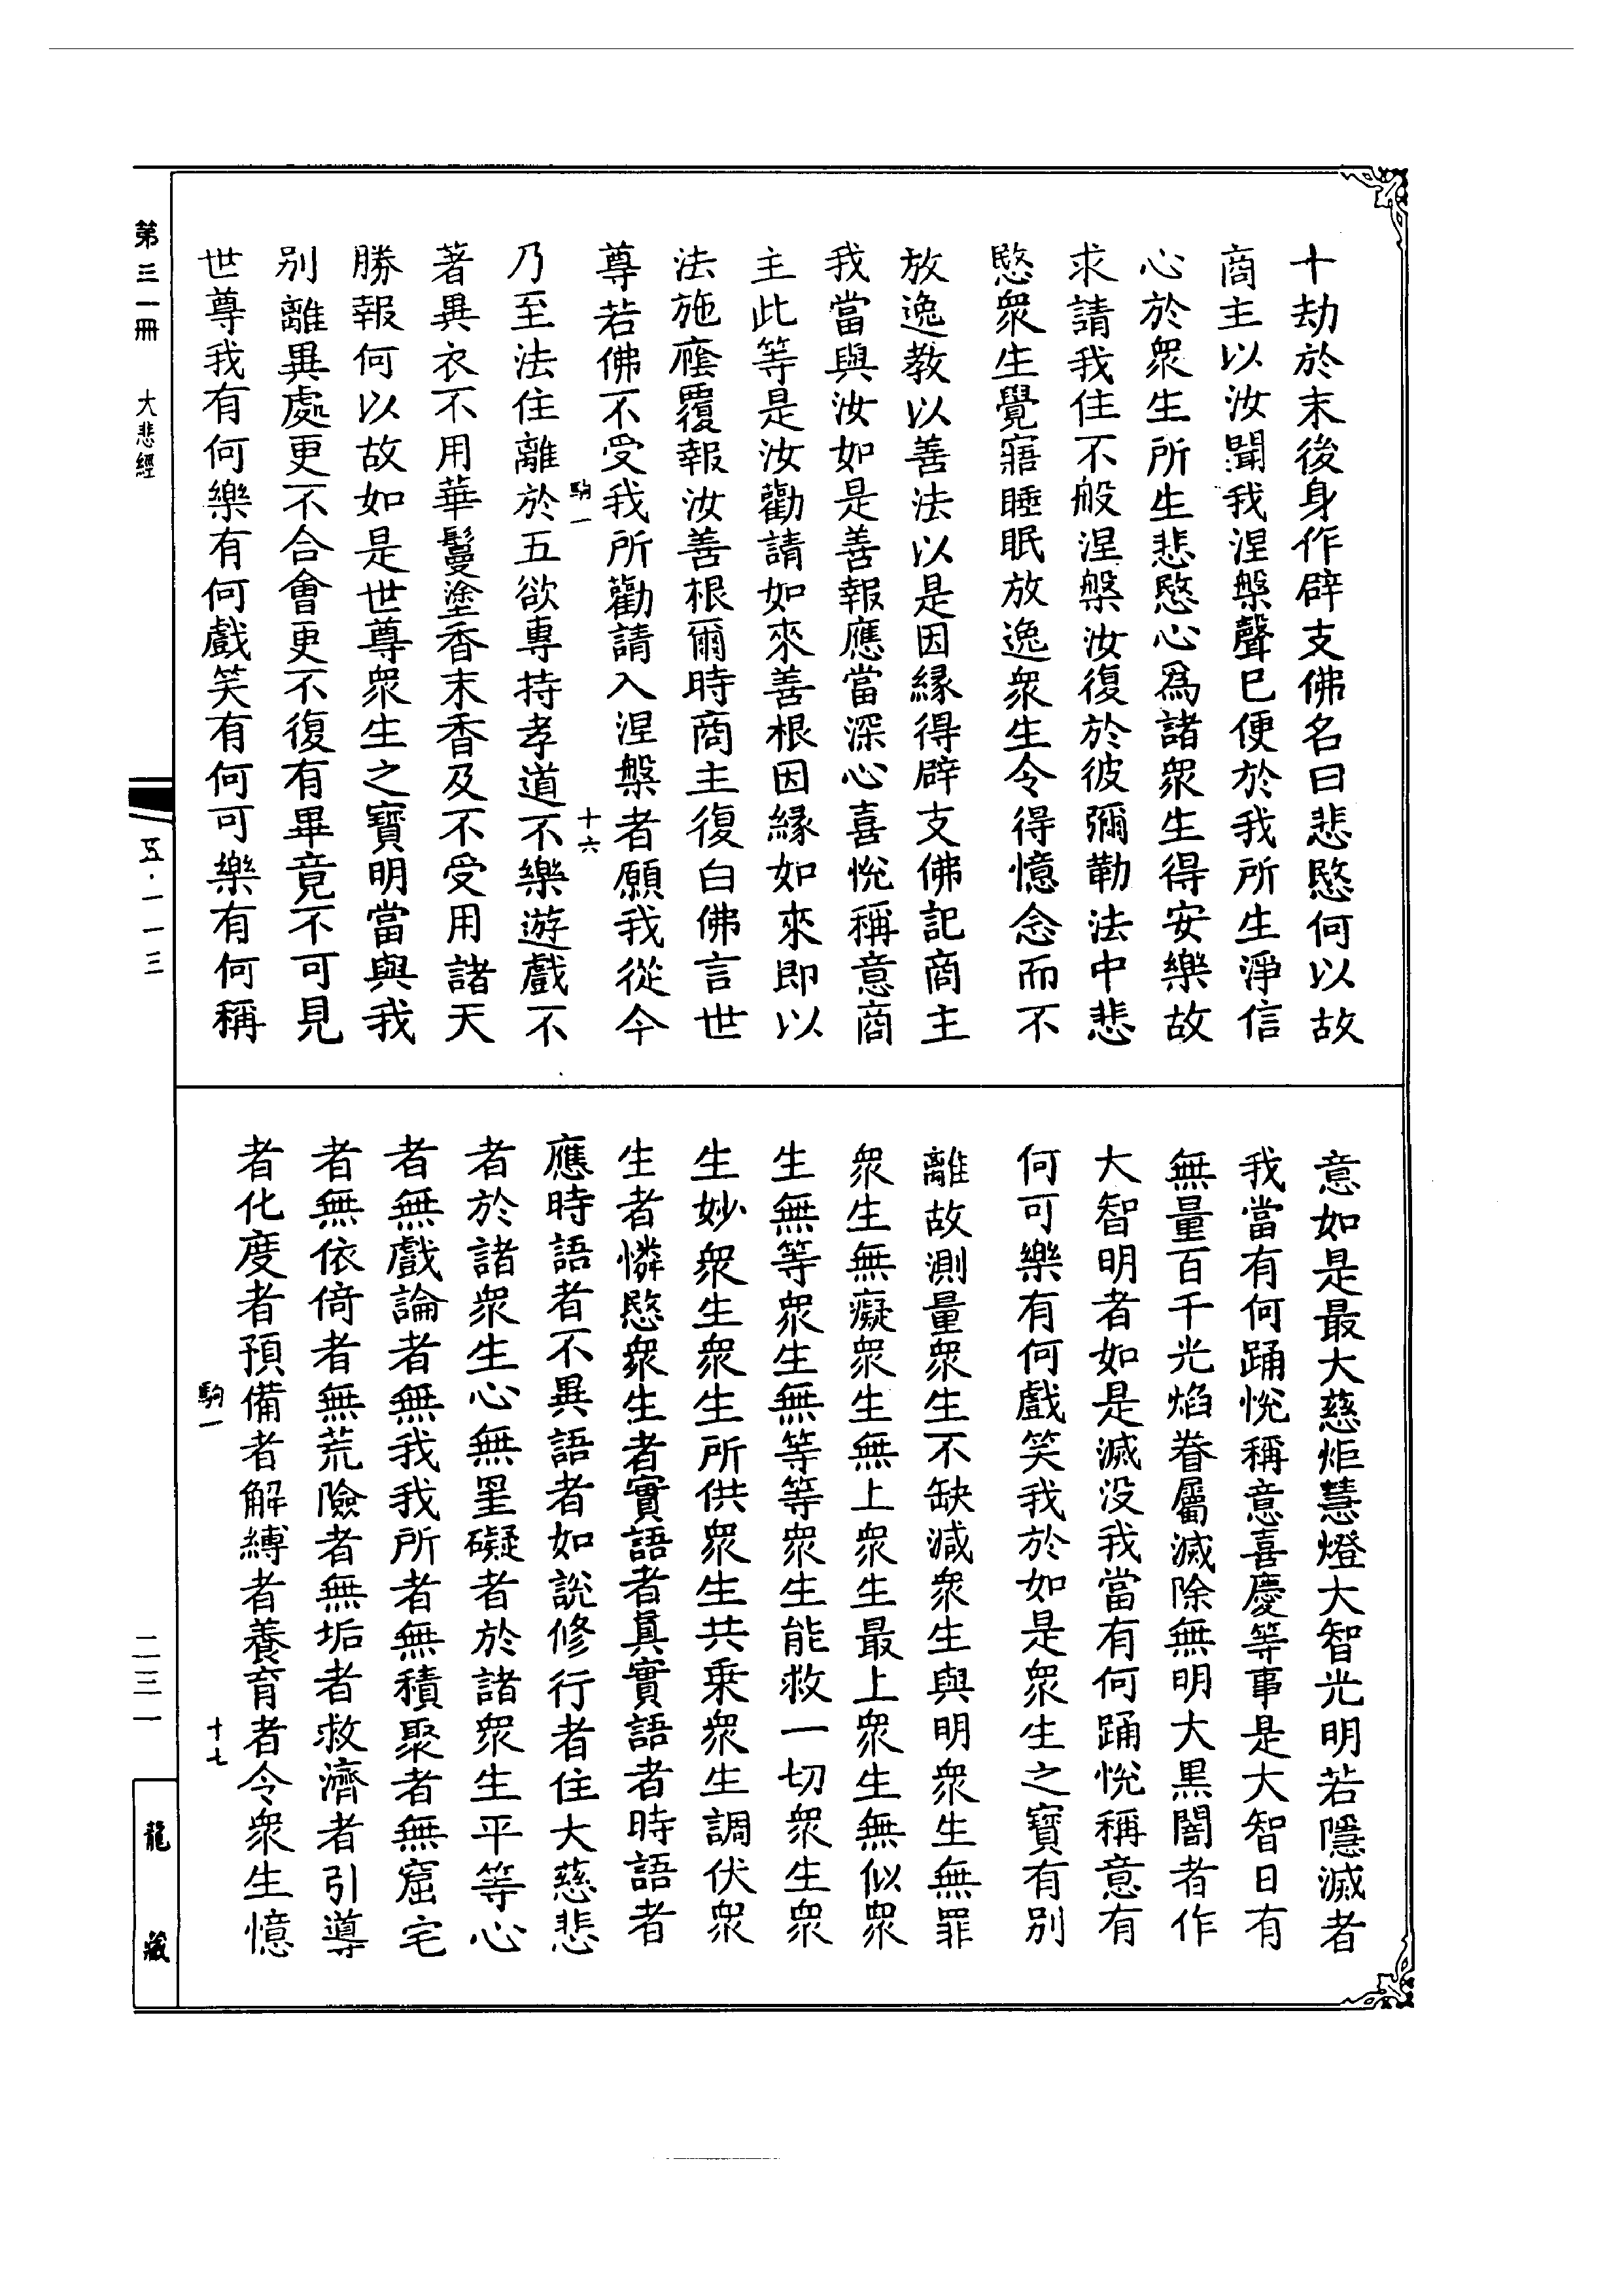 十劫於末後身作辟支佛名曰悲愍何以故
商主以汝聞我涅槃聲已便於我所生淨信
心於衆生所生悲愍心爲諸衆生得安樂故
求請我住不般涅槃汝復於彼彌勒法中悲
愍衆生覺寤睡眠放逸衆生令得憶念而不
放逸教以善法以是因緣得辟支佛記商主
我當與汝如是善報應當深心喜悅稱意商
主此等是汝勸請如來善根因緣如來即以
法施廕覆報汝善根爾時商主復白佛言世
尊若佛不受我所勸請入涅槃者願我從今
駒一
十六
乃至法住離於五欲專持孝道不樂遊戲不
著異衣不用華鬘塗香末香及不受用諸天
勝報何以故如是世尊衆生之寶明當與我
別離異處更不合會更不復有畢竟不可見
世尊我有何樂有何戲笑有何可樂有何稱
意如是最大慈炬慧燈大智光明若隱滅者
我當有何踊悅稱意喜慶等事是大智日有
無量百千光焰眷屬滅除無明大黑闇者作
大智明者如是滅没我當有何踊悅稱意有
何可樂有何戲笑我於如是衆生之寶有別
離故測量衆生不缺減衆生與明衆生無罪
衆生無癡衆生無上衆生最上衆生無似衆
生無等衆生無等等衆生能救一切衆生衆
生妙衆生衆生所供衆生共乗衆生調伏衆
生者憐愍衆生者實語者眞實語者時語者
應時語者不異語者如說修行者住大慈悲
者於諸衆生心無罣礙者於諸衆生平等心
者無戲論者無我我所者無積聚者無窟宅
者無依倚者無荒險者無垢者救濟者引導
者化度者預備者解縛者養育者令衆生憶
駒一
十七
第三一冊 大悲經
五·一一三
二三一
龍藏